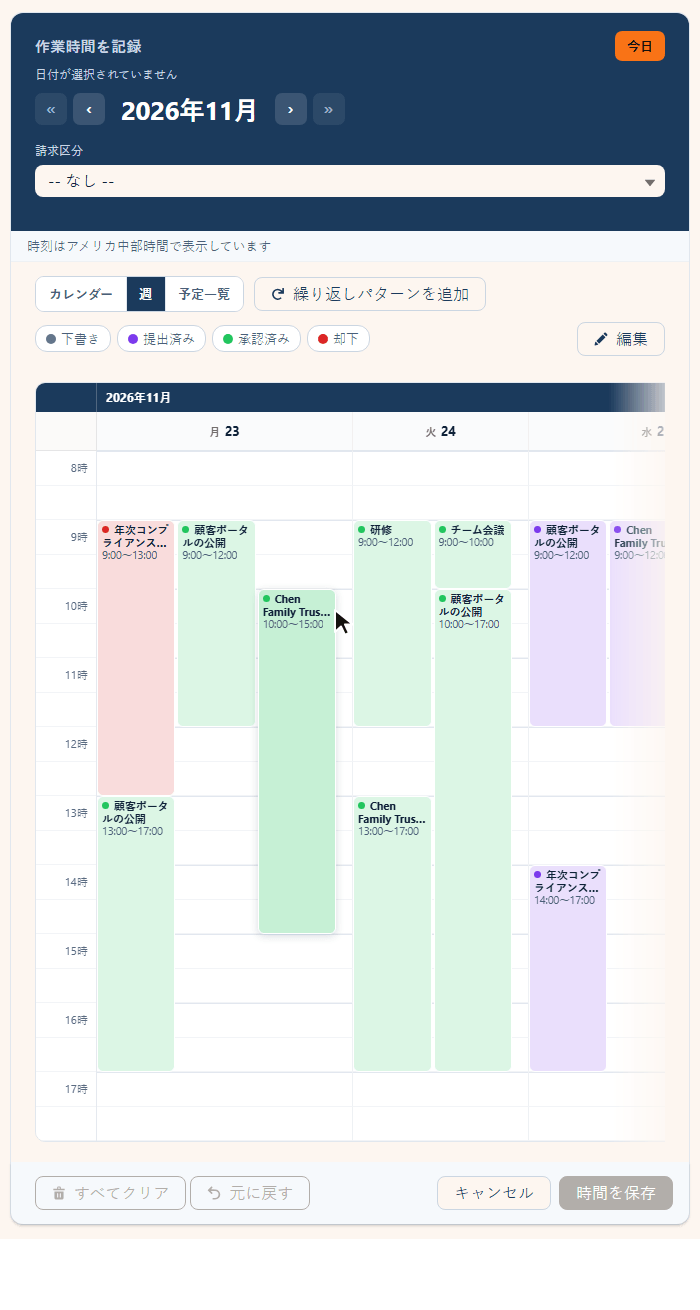 作業時間を記録
今日
日付が選択されていません
« ‹ 2026年11月 › »
請求区分
-- なし --
時刻はアメリカ中部時間で表示しています
カレンダー 週 予定一覧 繰り返しパターンを追加
下書き 提出済み 承認済み 却下 編集
2026年11月
月 23 火 24 水 2
8時
9時
10時
11時
12時
13時
14時
15時
16時
17時
年次コンプ
ライアンス...
9:00～13:00
顧客ポータ
ルの公開
9:00～12:00
Chen
Family Trus...
10:00～15:00
顧客ポータ
ルの公開
13:00～17:00
研修
9:00～12:00
チーム会議
9:00～10:00
顧客ポータ
ルの公開
10:00～17:00
Chen
Family Trus...
13:00～17:00
顧客ポータ
ルの公開
9:00～12:00
Chen
Family Tru
9:00～12:0
年次コンプ
ライアンス...
14:00～17:00
すべてクリア 元に戻す キャンセル 時間を保存